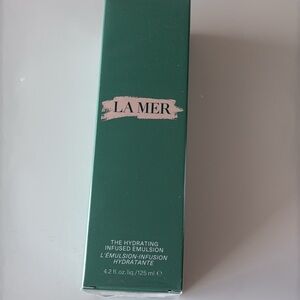 LA MER
THE HYDRATING
INFUSED EMULSION
L'ÉMULSION-INFUSION
HYDRATANTE
4.2 fl.oz.liq./125 ml ℮